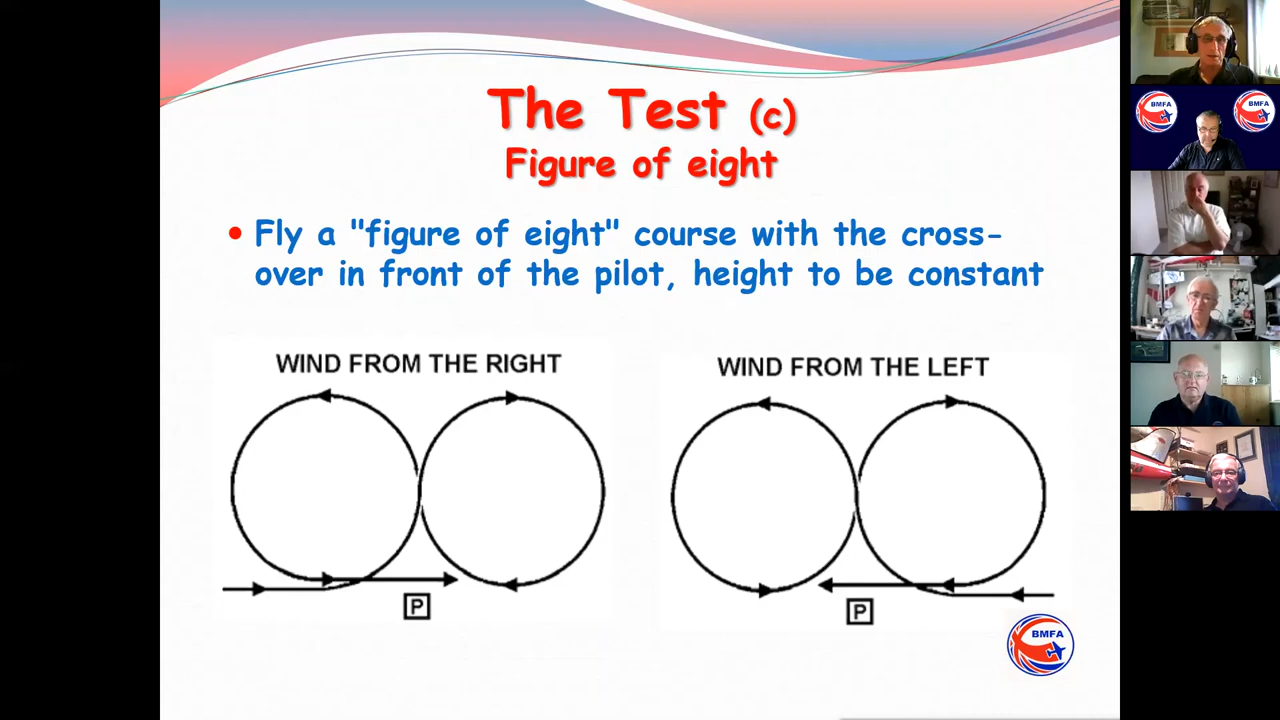 The Test (c)
Figure of eight
• Fly a "figure of eight" course with the cross-
over in front of the pilot, height to be constant
WIND FROM THE RIGHT
WIND FROM THE LEFT
P
P
BMFA
BMFA
BMFA